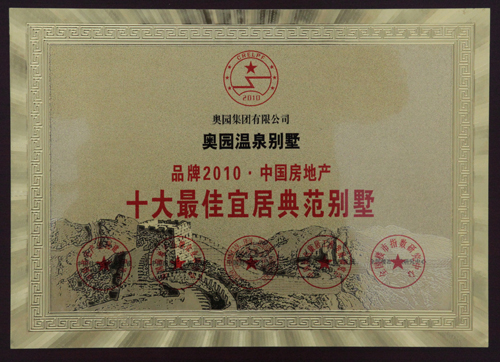 CRELPF
2010
奥园集团有限公司
奥园温泉别墅
品牌2010·中国房地产
十大最佳宜居典范别墅